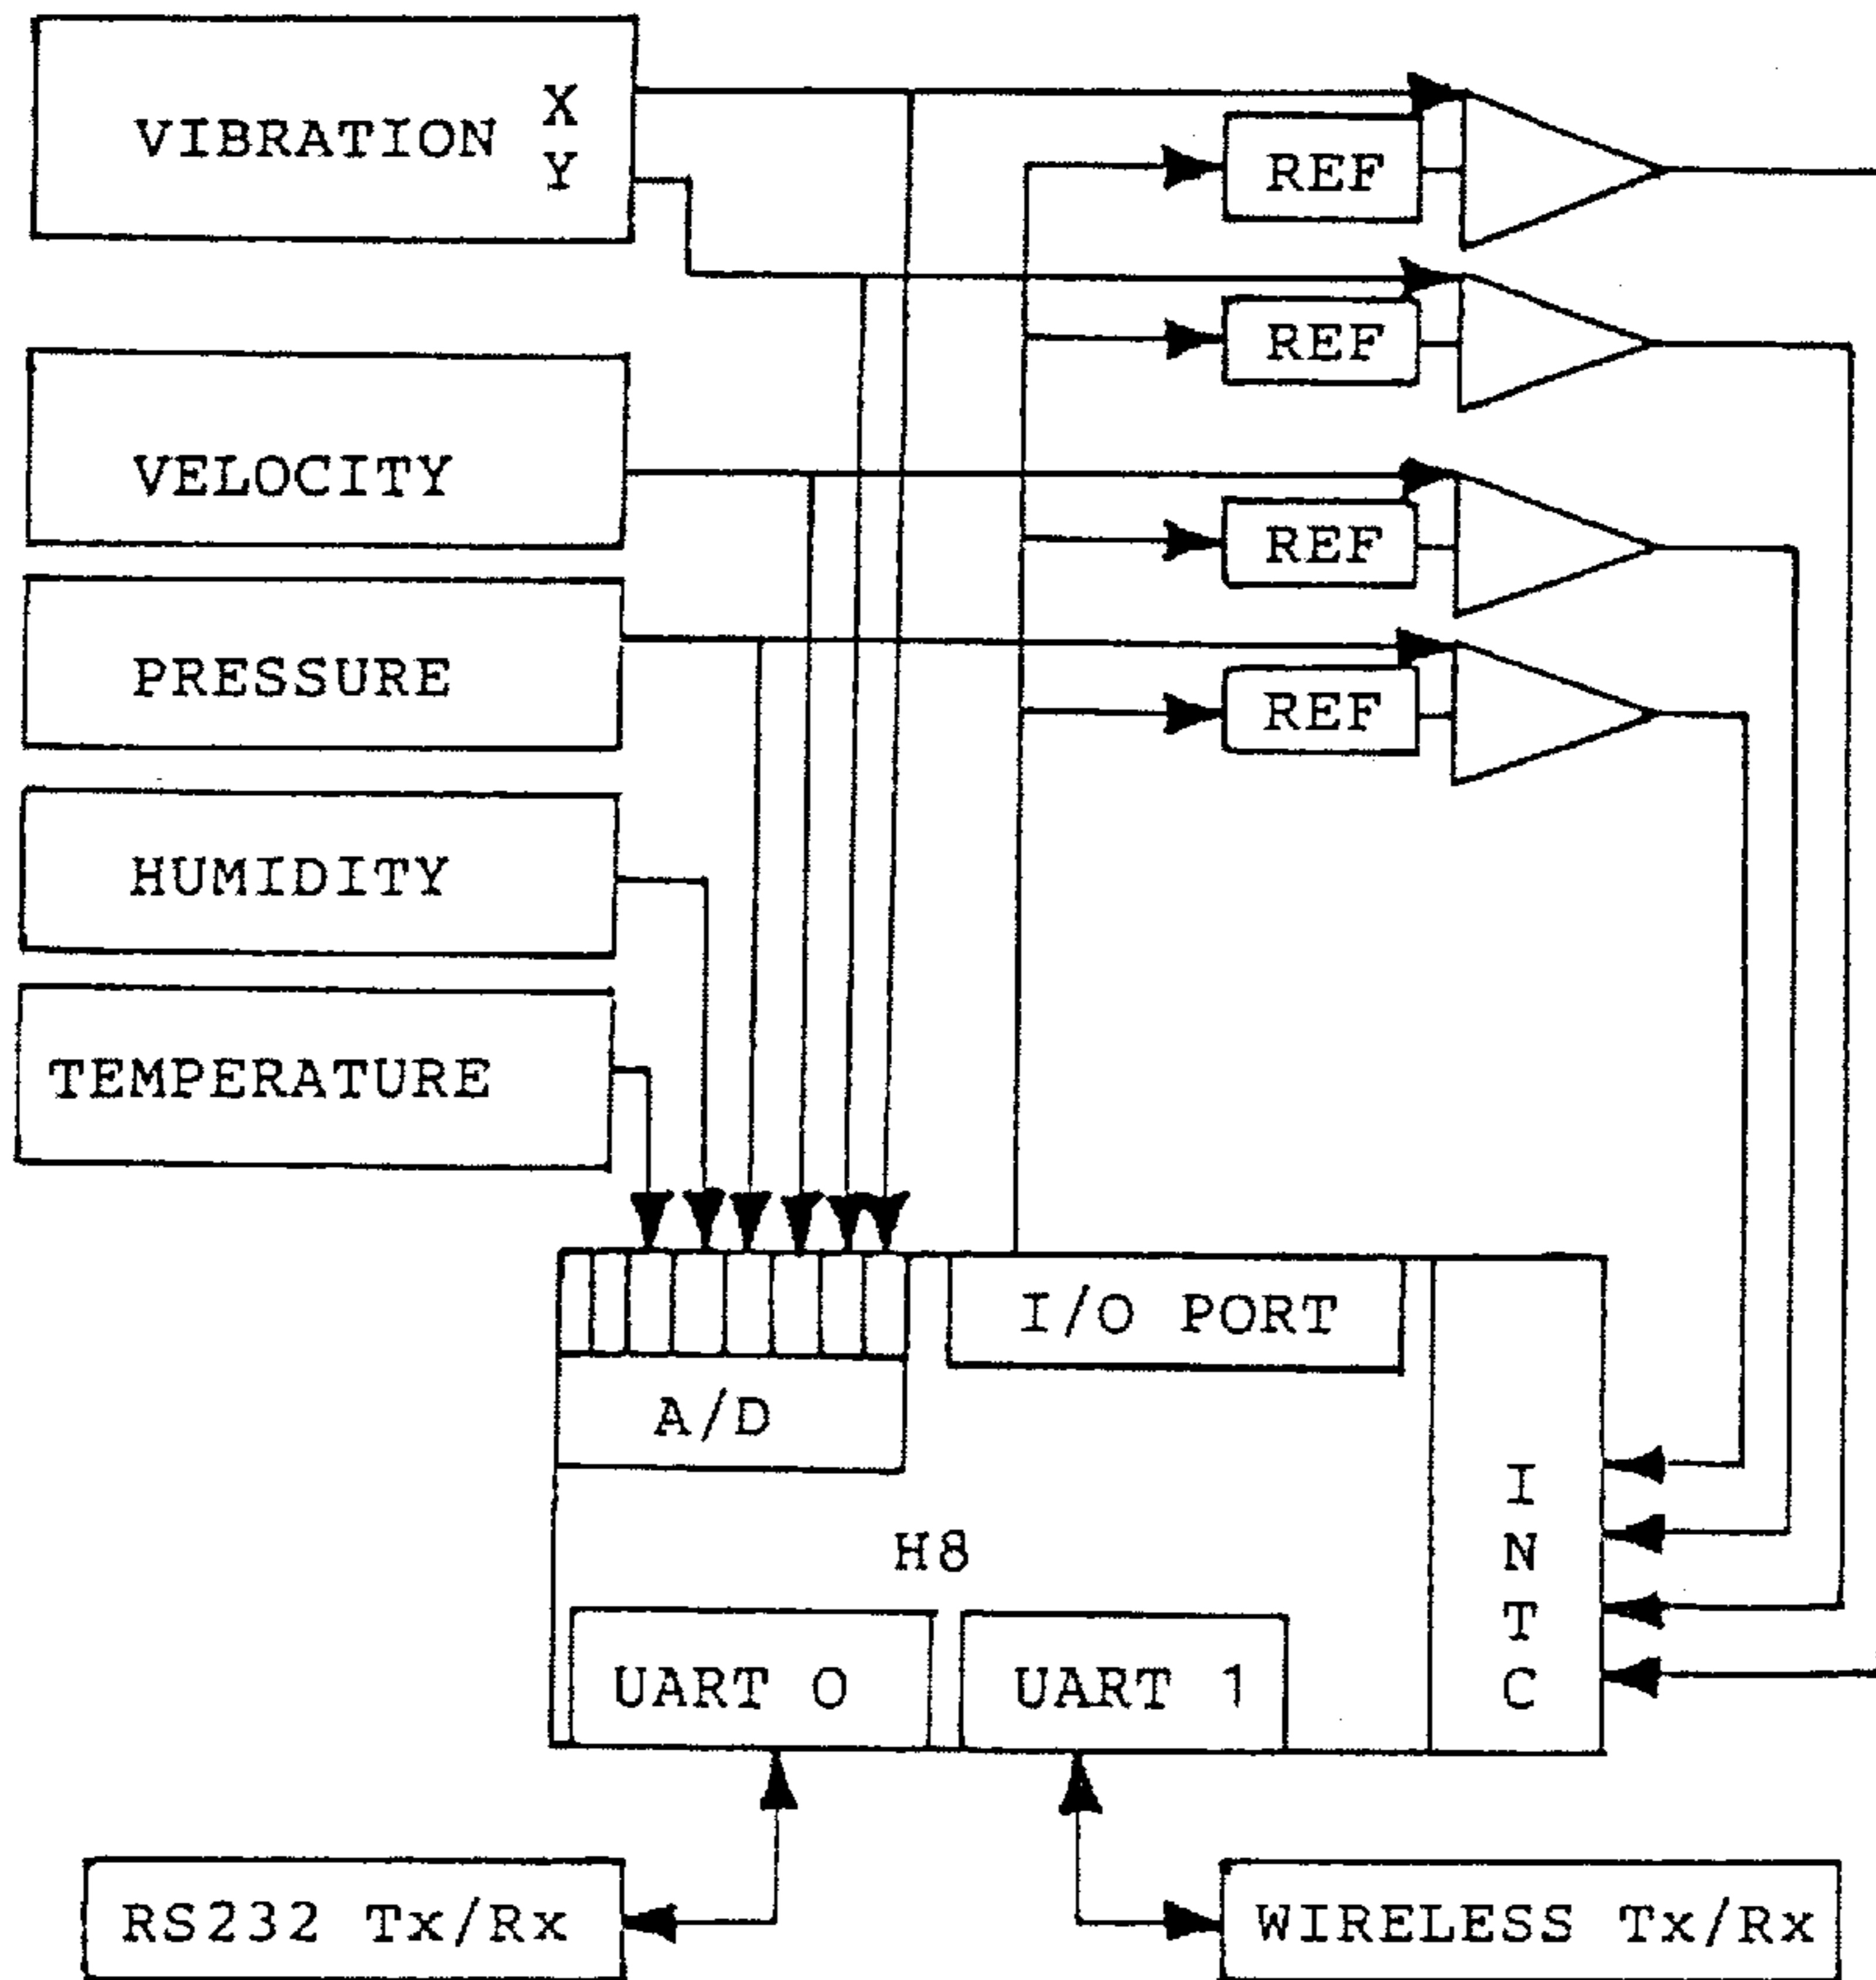 VIBRATION X
Y
REF
REF
VELOCITY
REF
PRESSURE
REF
HUMIDITY
TEMPERATURE
I/O PORT
A/D
H8
INTC
UART 0
UART 1
RS232 Tx/Rx
WIRELESS Tx/Rx